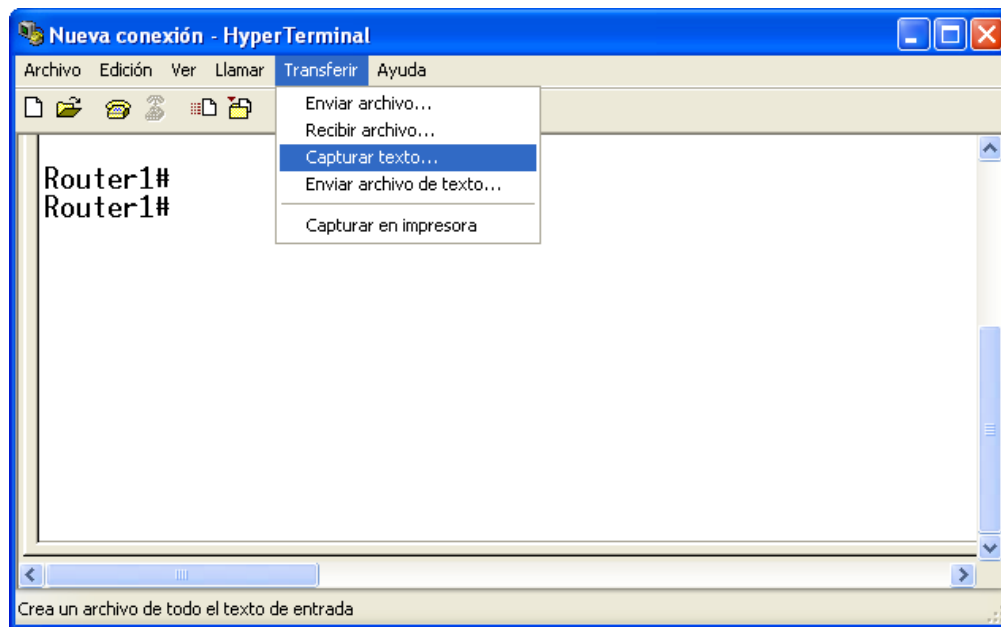 Nueva conexión - HyperTerminal
Archivo Edición Ver Llamar Transferir Ayuda
Enviar archivo...
Recibir archivo...
Capturar texto...
Enviar archivo de texto...
Capturar en impresora
Router1#
Router1#
Crea un archivo de todo el texto de entrada